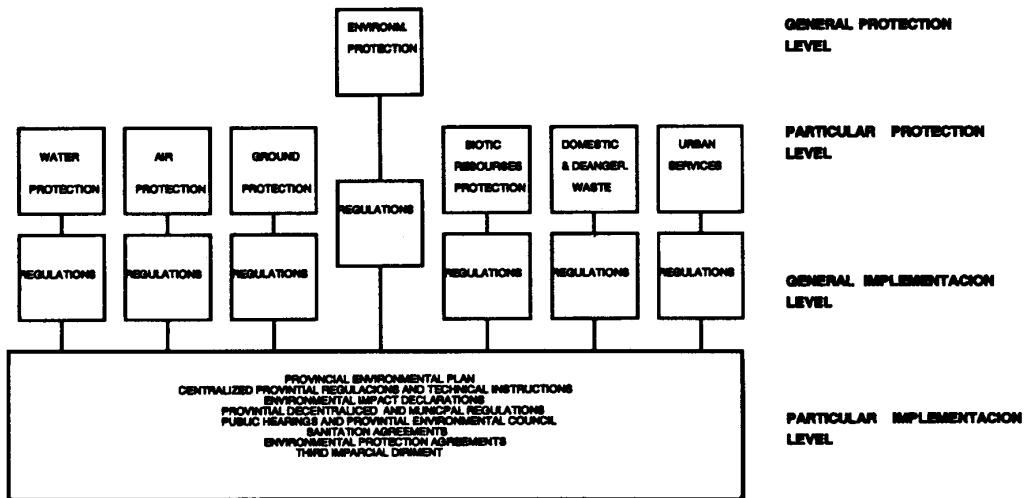 ENVIRONM.
PROTECTION
GENERAL PROTECTION
LEVEL
WATER
PROTECTION
AIR
PROTECTION
GROUND
PROTECTION
REGULATIONS
BIOTIC
RESOURSES
PROTECTION
DOMESTIC
& DEANGER.
WASTE
URBAN
SERVICES
PARTICULAR PROTECTION
LEVEL
REGULATIONS
REGULATIONS
REGULATIONS
REGULATIONS
REGULATIONS
REGULATIONS
GENERAL IMPLEMENTACION
LEVEL
PROVINCIAL ENVIRONMENTAL PLAN
CENTRALIZED PROVINTIAL REGULACIONS AND TECHNICAL INSTRUCTIONS
ENVIRONMENTAL IMPACT DECLARATIONS
PROVINTIAL DECENTRALICED AND MUNICPAL REGULATIONS
PUBLIC HEARINGS AND PROVINTIAL ENVIRONMENTAL COUNCIL
SANITATION AGREEMENTS
ENVIRONMENTAL PROTECTION AGREEMENTS
THIRD IMPARCIAL DIRIMENT
PARTICULAR IMPLEMENTACION
LEVEL